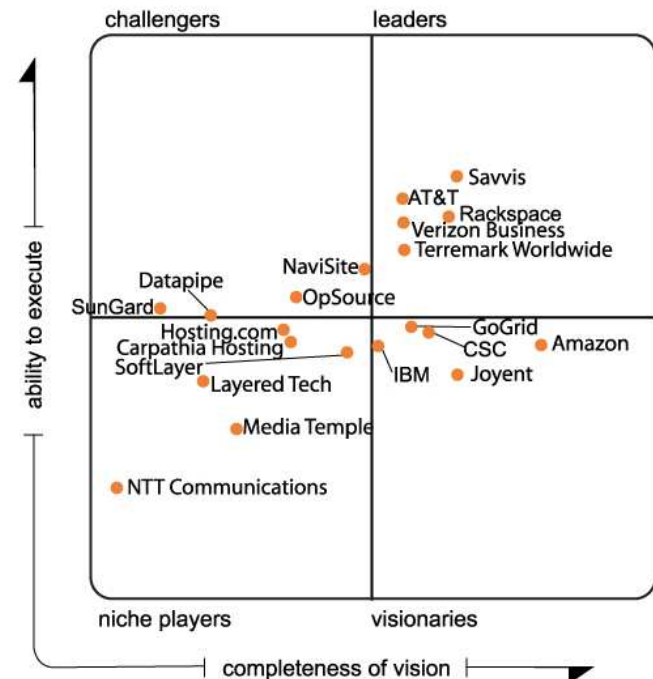 challengers
leaders
Savvis
AT&T
Rackspace
Verizon Business
Terremark Worldwide
NaviSite
Datapipe
OpSource
SunGard
Hosting.com
GoGrid
Carpathia Hosting
CSC
Amazon
SoftLayer
IBM
Joyent
Layered Tech
Media Temple
NTT Communications
ability to execute
niche players
visionaries
completeness of vision